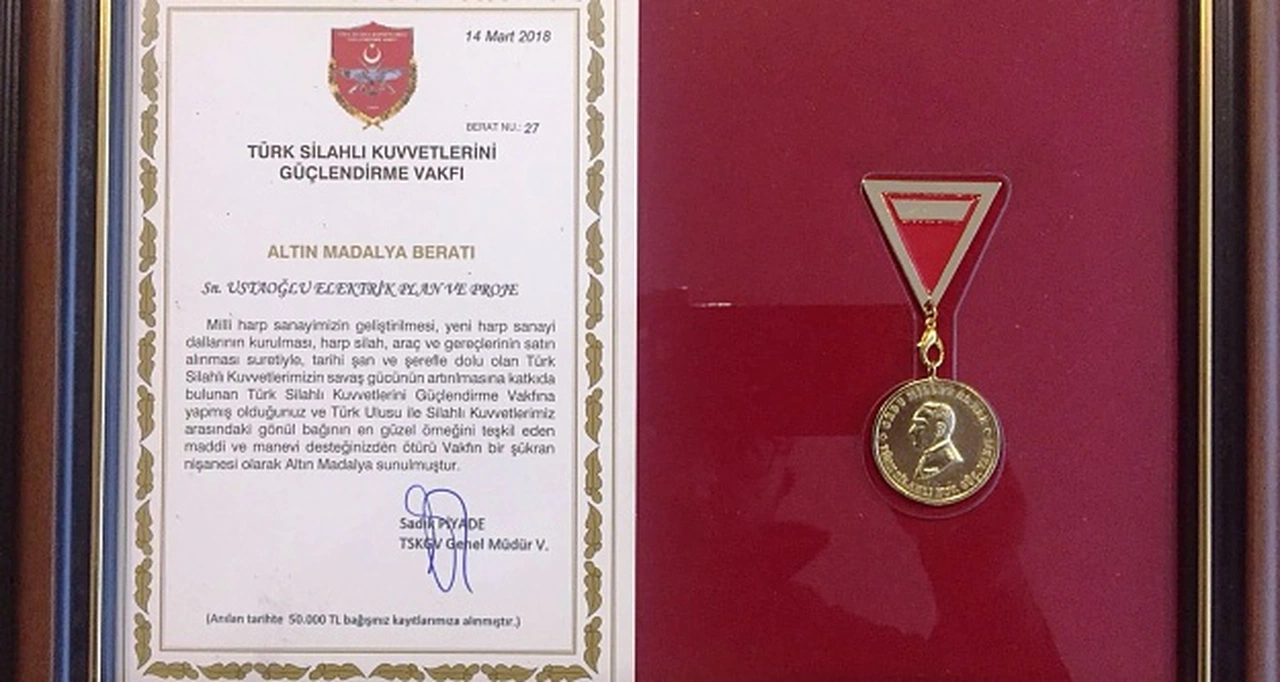 14 Mart 2018
BERAT NU.: 27
TÜRK SİLAHLI KUVVETLERİNİ
GÜÇLENDİRME VAKFI
ALTIN MADALYA BERATI
Sn. USTAOĞLU ELEKTRİK PLAN VE PROJE
Milli harp sanayimizin geliştirilmesi, yeni harp sanayi
dallarının kurulması, harp silah, araç ve gereçlerinin satın
alınması suretiyle, tarihi şan ve şerefle dolu olan Türk
Silahlı Kuvvetlerimizin savaş gücünün artırılmasına katkıda
bulunan Türk Silahlı Kuvvetlerini Güçlendirme Vakfına
yapmış olduğunuz ve Türk Ulusu ile Silahlı Kuvvetlerimiz
arasındaki gönül bağının en güzel örneğini teşkil eden
maddi ve manevi desteğinizden ötürü Vakfın bir şükran
nişanesi olarak Altın Madalya sunulmuştur.
Sadık PİYADE
TSKGV Genel Müdür V.
(Anılan tarihte 50.000 TL bağışınız kayıtlarımıza alınmıştır.)